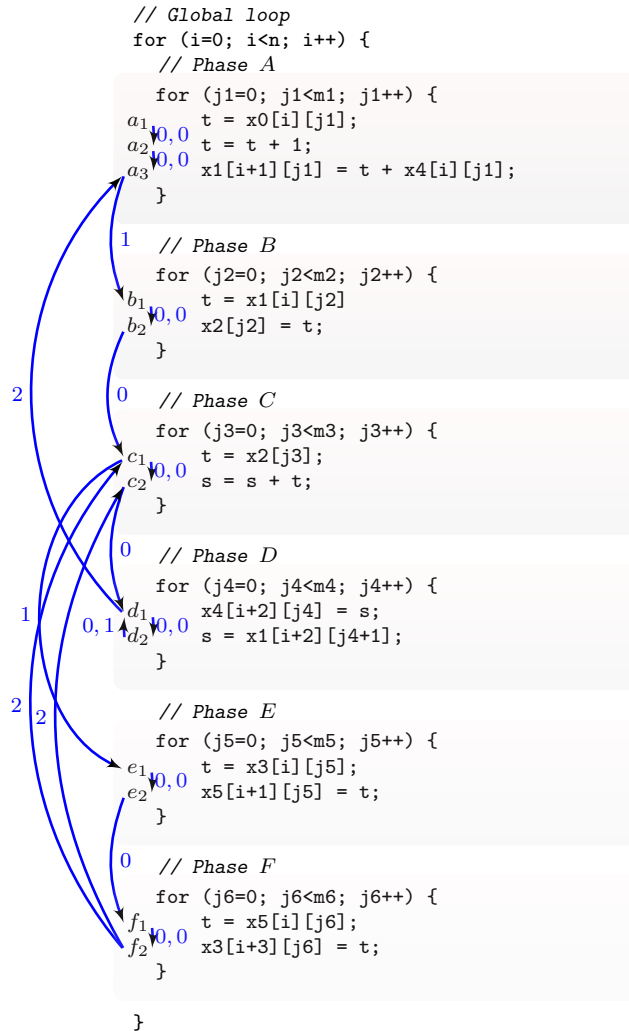 // Global loop
for (i=0; i<n; i++) {
// Phase A
for (j1=0; j1<m1; j1++) {
a1 t = x0[i][j1];
0,0
a2 t = t + 1;
0,0
a3 x1[i+1][j1] = t + x4[i][j1];
}
1
// Phase B
for (j2=0; j2<m2; j2++) {
b1 t = x1[i][j2]
0,0
b2 x2[j2] = t;
}
2 0
// Phase C
for (j3=0; j3<m3; j3++) {
c1 t = x2[j3];
0,0
c2 s = s + t;
}
0
// Phase D
for (j4=0; j4<m4; j4++) {
d1 x4[i+2][j4] = s;
1 0,1 0,0
d2 s = x1[i+2][j4+1];
}
2 2
// Phase E
for (j5=0; j5<m5; j5++) {
e1 t = x3[i][j5];
0,0
e2 x5[i+1][j5] = t;
}
0
// Phase F
for (j6=0; j6<m6; j6++) {
f1 t = x5[i][j6];
0,0
f2 x3[i+3][j6] = t;
}
}